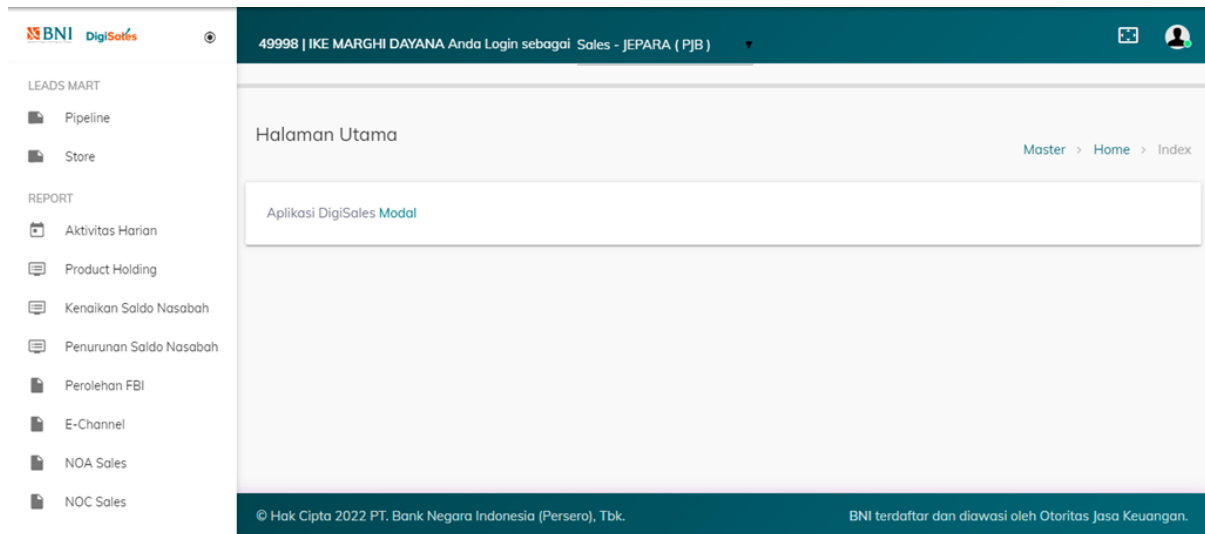 BNI DigiSales
49998 | IKE MARGHI DAYANA Anda Login sebagai Sales - JEPARA ( PJB )
LEADS MART
Pipeline
Store
REPORT
Aktivitas Harian
Product Holding
Kenaikan Saldo Nasabah
Penurunan Saldo Nasabah
Perolehan FBI
E-Channel
NOA Sales
NOC Sales
Halaman Utama
Master > Home > Index
Aplikasi DigiSales Modal
© Hak Cipta 2022 PT. Bank Negara Indonesia (Persero), Tbk.
BNI terdaftar dan diawasi oleh Otoritas Jasa Keuangan.